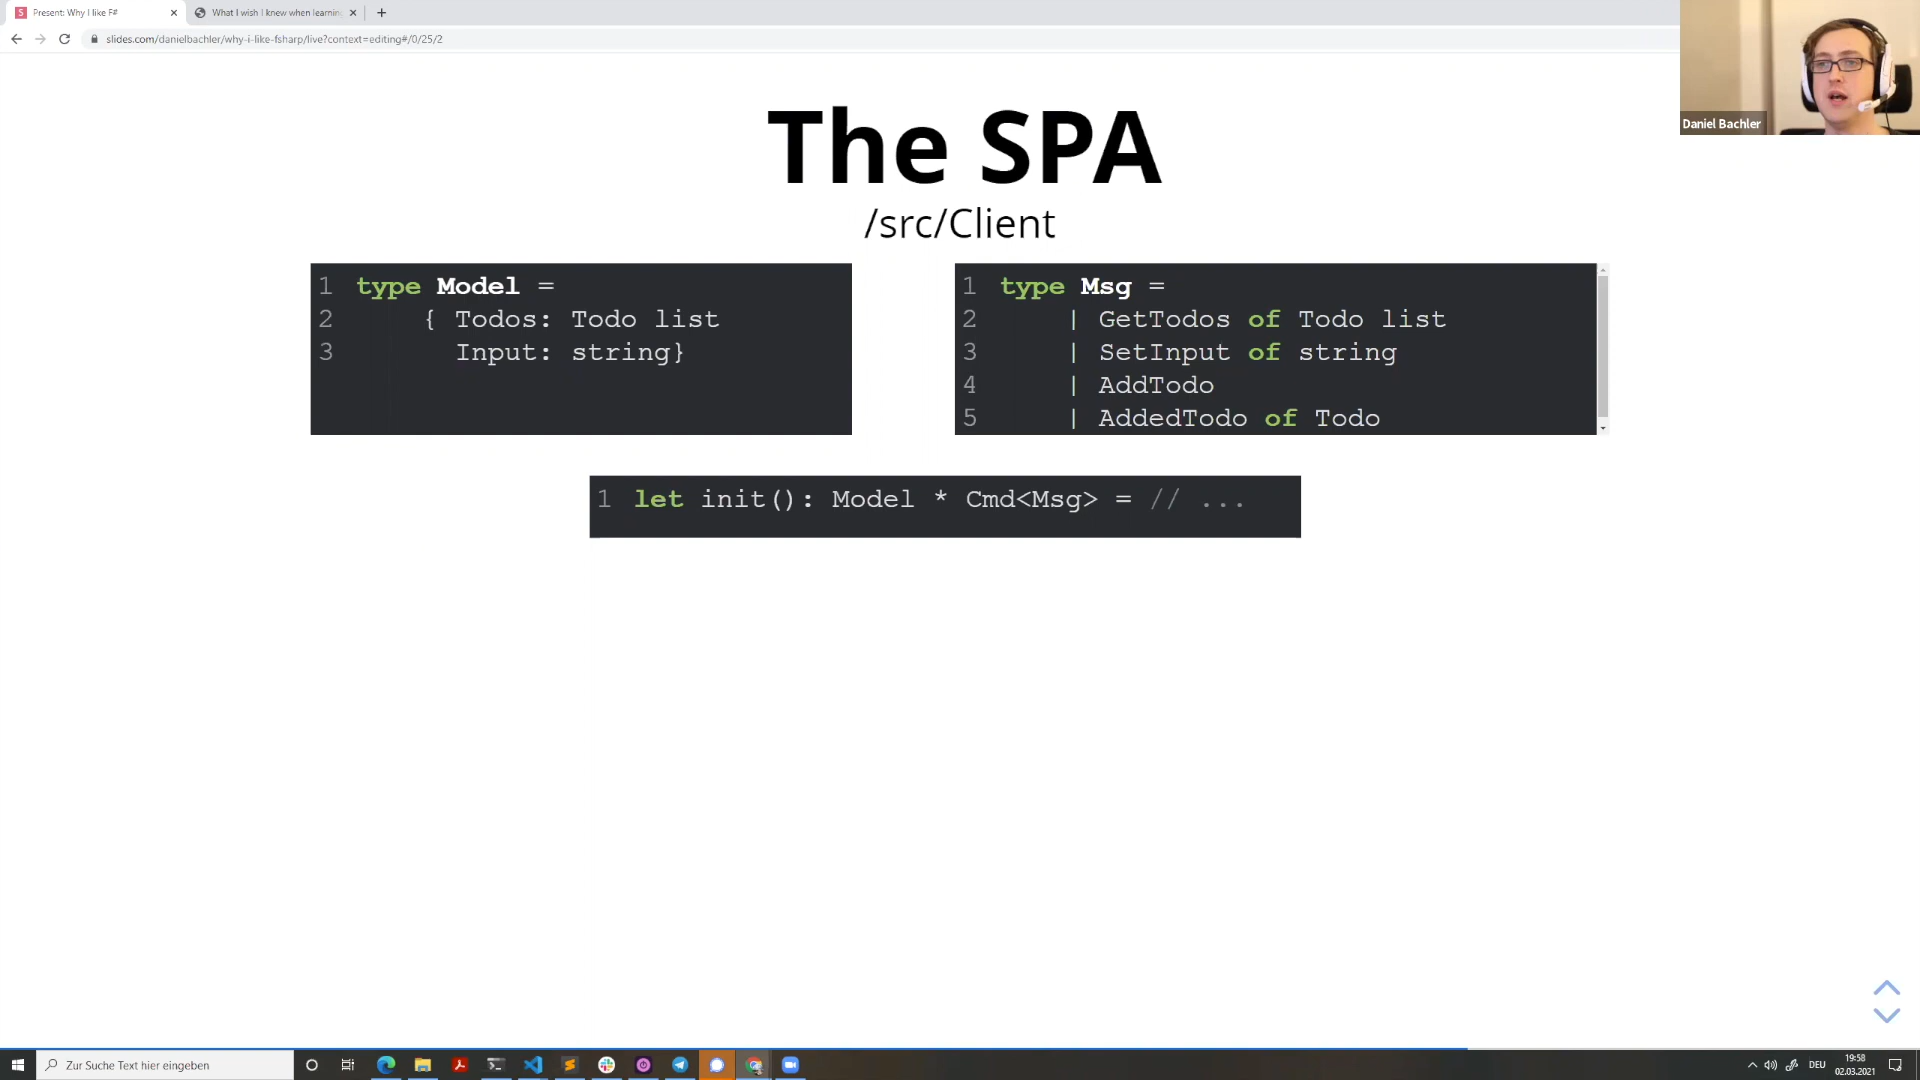 Present: Why I like F#
What I wish I knew when learning
slides.com/danielbachler/why-i-like-fsharp/live?context=editing#/0/25/2
Daniel Bachler
The SPA
/src/Client
1 type Model =
2 { Todos: Todo list
3 Input: string}
1 type Msg =
2 | GetTodos of Todo list
3 | SetInput of string
4 | AddTodo
5 | AddedTodo of Todo
1 let init(): Model * Cmd<Msg> = // ...
Zur Suche Text hier eingeben
DEU
19:58
02.03.2021